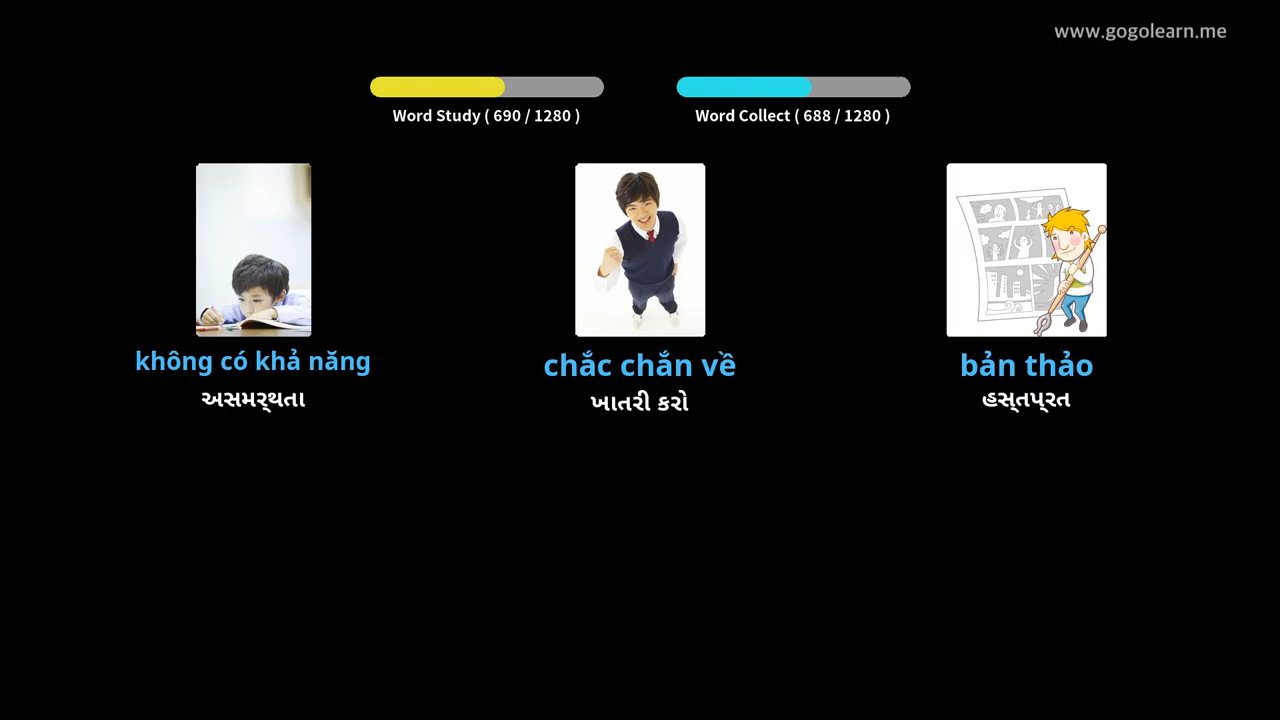 www.gogolearn.me
Word Study ( 690 / 1280 )
Word Collect ( 688 / 1280 )
không có khả năng
chắc chắn về
bản thảo
અસમર્‌થતા
ખાતરી કરો
હસ્‌તપ્‌રત